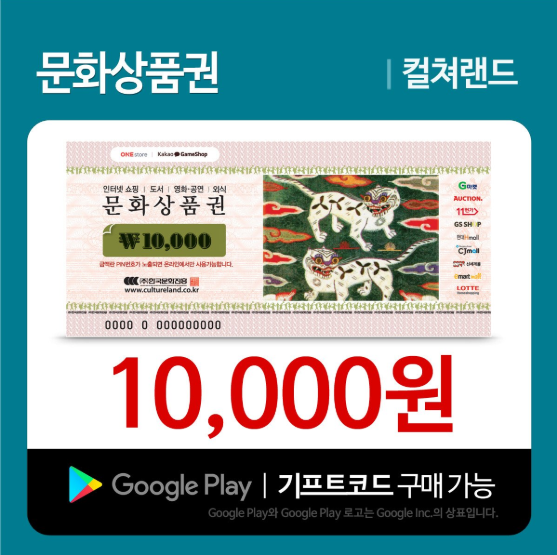 문화상품권
| 컬쳐랜드
ONE store | Kakao GameShop
인터넷 쇼핑 | 도서 | 영화·공연 | 외식
문화상품권
₩10,000
금액란 PIN번호가 노출되면 온라인에서만 사용가능합니다.
(주)한국문화진흥
www.cultureland.co.kr
0000 0 000000000
G마켓
AUCTION.
11번가
GS SHOP
현대Hmall
CJmall
신세계몰
emart mall
LOTTE
10,000원
Google Play | 기프트코드 구매 가능
Google Play와 Google Play 로고는 Google Inc.의 상표입니다.